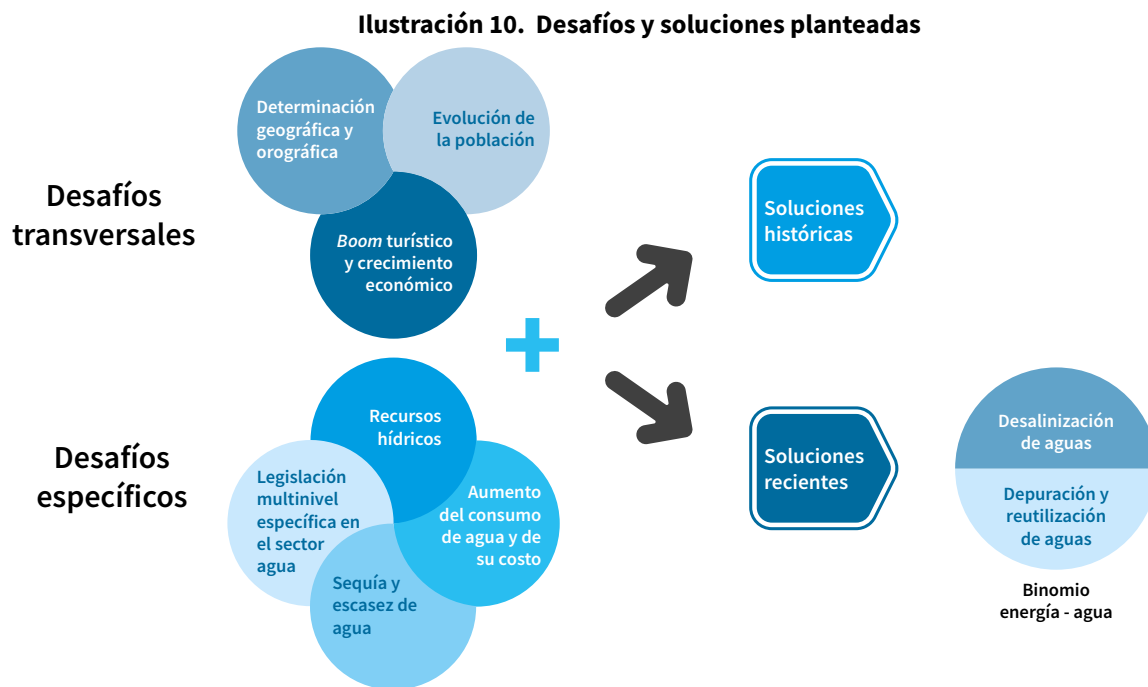 Ilustración 10. Desafíos y soluciones planteadas
Desafíos
transversales
Determinación
geográfica y
orográfica
Evolución de
la población
Boom turístico
y crecimiento
económico
Desafíos
específicos
Recursos
hídricos
Legislación
multinivel
específica en
el sector
agua
Aumento
del consumo
de agua y de
su costo
Sequía y
escasez de
agua
+
Soluciones
históricas
Soluciones
recientes
Desalinización
de aguas
Depuración y
reutilización
de aguas
Binomio
energía - agua